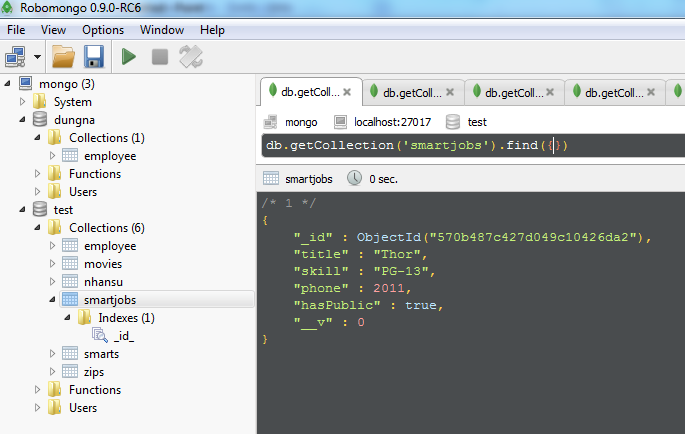 Robomongo 0.9.0-RC6
File View Options Window Help
mongo (3)
System
dungna
Collections (1)
employee
Functions
Users
test
Collections (6)
employee
movies
nhansu
smartjobs
Indexes (1)
_id_
smarts
zips
Functions
Users
db.getColl... db.getColl... db.getColl... db.getColl...
mongo localhost:27017 test
db.getCollection('smartjobs').find({})
smartjobs 0 sec.
/* 1 */
{
"_id" : ObjectId("570b487c427d049c10426da2"),
"title" : "Thor",
"skill" : "PG-13",
"phone" : 2011,
"hasPublic" : true,
"__v" : 0
}